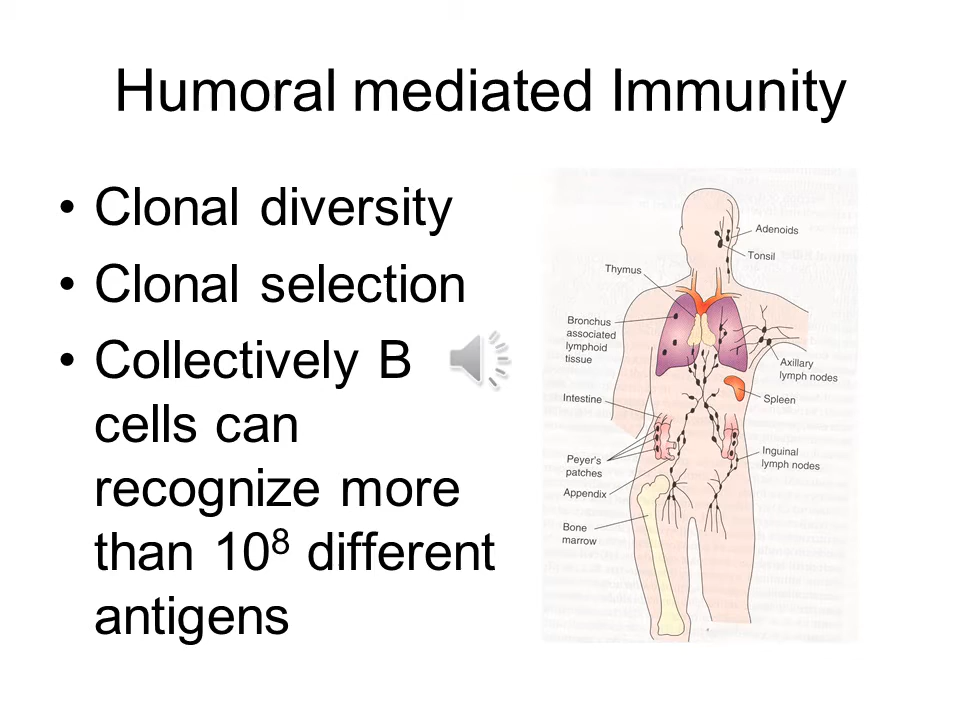 Humoral mediated Immunity
• Clonal diversity
• Clonal selection
• Collectively B
cells can
recognize more
than 10⁸ different
antigens
Adenoids
Tonsil
Thymus
Bronchus
associated
lymphoid
tissue
Axillary
lymph nodes
Intestine
Spleen
Peyer's
patches
Inguinal
lymph nodes
Appendix
Bone
marrow